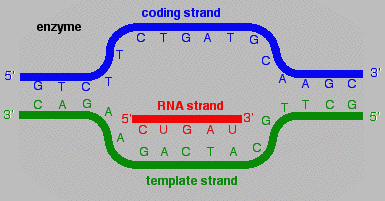 coding strand
enzyme
C T G A T G
T C
5' G T C T A A G C 3'
3' C A G A T T C G 5'
RNA strand
5' 3'
A G
C U G A U
G A C T A C
template strand